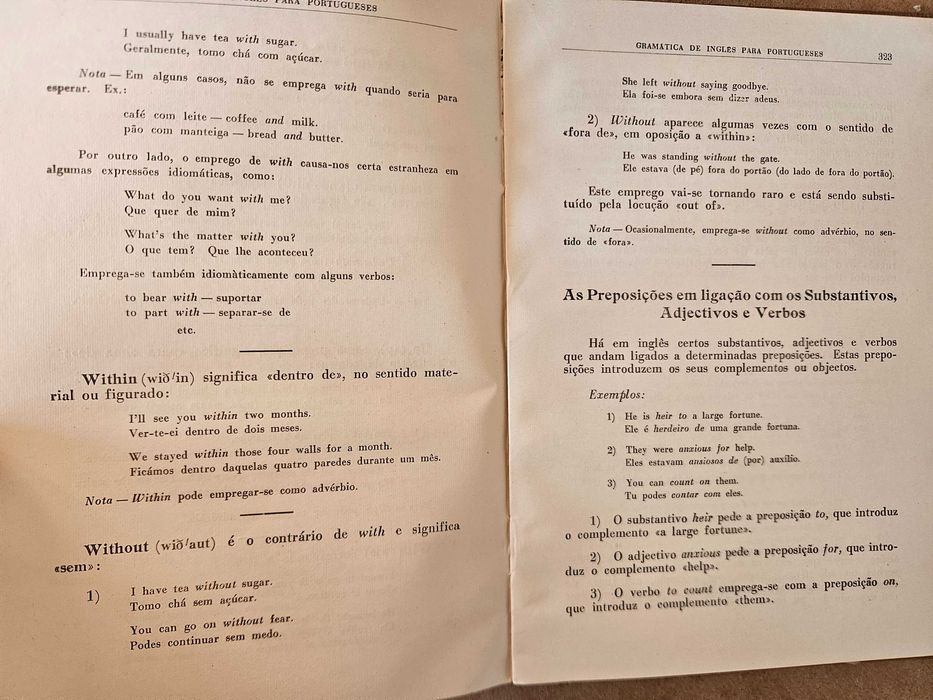 PARA PORTUGUESES
I usually have tea with sugar.
Geralmente, tomo chá com açúcar.
Nota — Em alguns casos, não se emprega with quando seria para
esperar. Ex.:
café com leite — coffee and milk.
pão com manteiga — bread and butter.
Por outro lado, o emprego de with causa-nos certa estranheza em
algumas expressões idiomáticas, como:
What do you want with me?
Que quer de mim?
What's the matter with you?
O que tem? Que lhe aconteceu?
Emprega-se também idiomàticamente com alguns verbos:
to bear with — suportar
to part with — separar-se de
etc.
Within (wið/in) significa «dentro de», no sentido mate-
rial ou figurado:
I'll see you within two months.
Ver-te-ei dentro de dois meses.
We stayed within those four walls for a month.
Ficámos dentro daquelas quatro paredes durante um mês.
Nota — Within pode empregar-se como advérbio.
Without (wið/aut) é o contrário de with e significa
«sem»:
1) I have tea without sugar.
Tomo chá sem açúcar.
You can go on without fear.
Podes continuar sem medo.
GRAMÁTICA DE INGLÊS PARA PORTUGUESES 323
She left without saying goodbye.
Ela foi-se embora sem dizer adeus.
2) Without aparece algumas vezes com o sentido de
«fora de», em oposição a «within»:
He was standing without the gate.
Ele estava (de pé) fora do portão (do lado de fora do portão).
Este emprego vai-se tornando raro e está sendo substi-
tuído pela locução «out of».
Nota — Ocasionalmente, emprega-se without como advérbio, no sen-
tido de «fora».
As Preposições em ligação com os Substantivos,
Adjectivos e Verbos
Há em inglês certos substantivos, adjectivos e verbos
que andam ligados a determinadas preposições. Estas prepo-
sições introduzem os seus complementos ou objectos.
Exemplos:
1) He is heir to a large fortune.
Ele é herdeiro de uma grande fortuna.
2) They were anxious for help.
Eles estavam ansiosos de (por) auxílio.
3) You can count on them.
Tu podes contar com eles.
1) O substantivo heir pede a preposição to, que introduz
o complemento «a large fortune».
2) O adjectivo anxious pede a preposição for, que intro-
duz o complemento «help».
3) O verbo to count emprega-se com a preposição on,
que introduz o complemento «them».